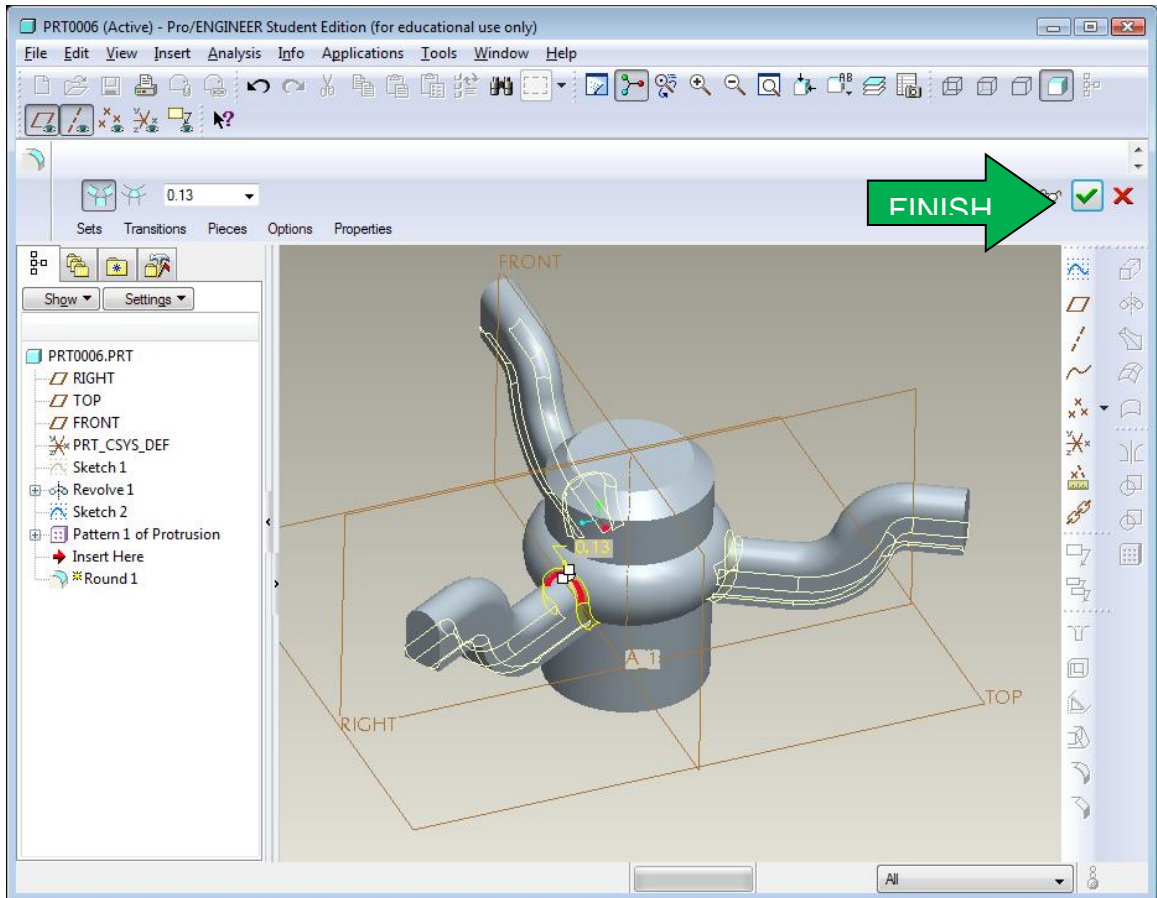 PRT0006 (Active) - Pro/ENGINEER Student Edition (for educational use only)
File Edit View Insert Analysis Info Applications Tools Window Help
0.13
FINISH
Sets Transitions Pieces Options Properties
Show Settings
PRT0006.PRT
RIGHT
TOP
FRONT
PRT_CSYS_DEF
Sketch 1
Revolve 1
Sketch 2
Pattern 1 of Protrusion
Insert Here
Round 1
FRONT
0.13
A_1
RIGHT
TOP
All